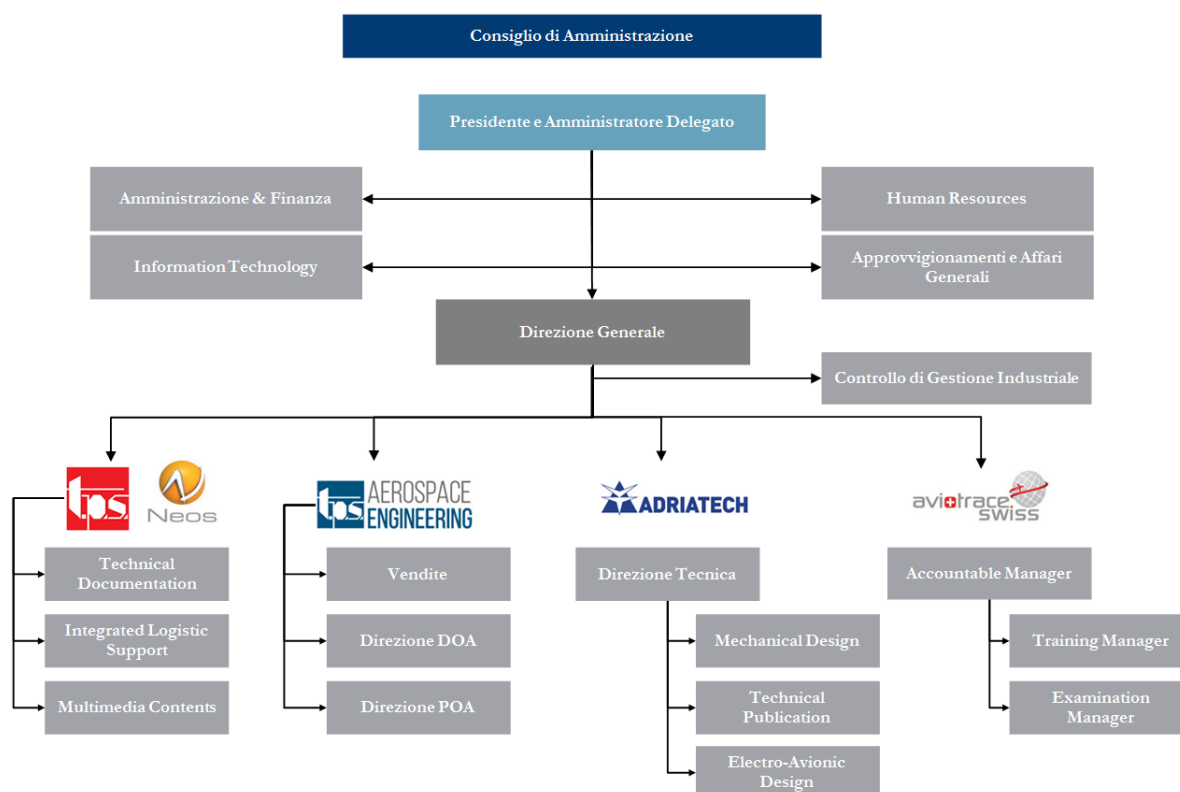 Consiglio di Amministrazione
Presidente e Amministratore Delegato
Amministrazione & Finanza
Human Resources
Information Technology
Approvvigionamenti e Affari
Generali
Direzione Generale
Controllo di Gestione Industriale
t.p.s.
Neos
t.p.s.
AEROSPACE
ENGINEERING
ADRIATECH
aviotrace
swiss
Technical
Documentation
Integrated Logistic
Support
Multimedia Contents
Vendite
Direzione DOA
Direzione POA
Direzione Tecnica
Mechanical Design
Technical
Publication
Electro-Avionic
Design
Accountable Manager
Training Manager
Examination
Manager